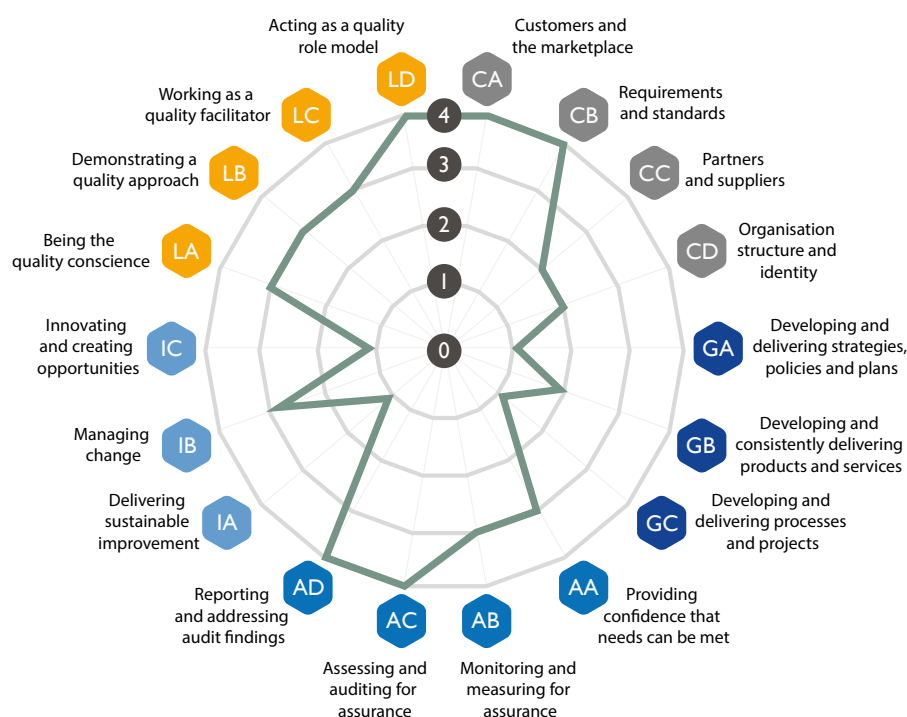 Acting as a quality
role model
LD
Customers and
the marketplace
CA
Requirements
and standards
CB
Partners
and suppliers
CC
Organisation
structure and
identity
CD
Developing and
delivering strategies,
policies and plans
GA
Developing and
consistently delivering
products and services
GB
Developing and
delivering processes
and projects
GC
Providing
confidence that
needs can be met
AA
Monitoring and
measuring for
assurance
AB
Assessing and
auditing for
assurance
AC
Reporting
and addressing
audit findings
AD
Delivering
sustainable
improvement
IA
Managing
change
IB
Innovating
and creating
opportunities
IC
Being the
quality conscience
LA
Demonstrating a
quality approach
LB
Working as a
quality facilitator
LC
4
3
2
1
0